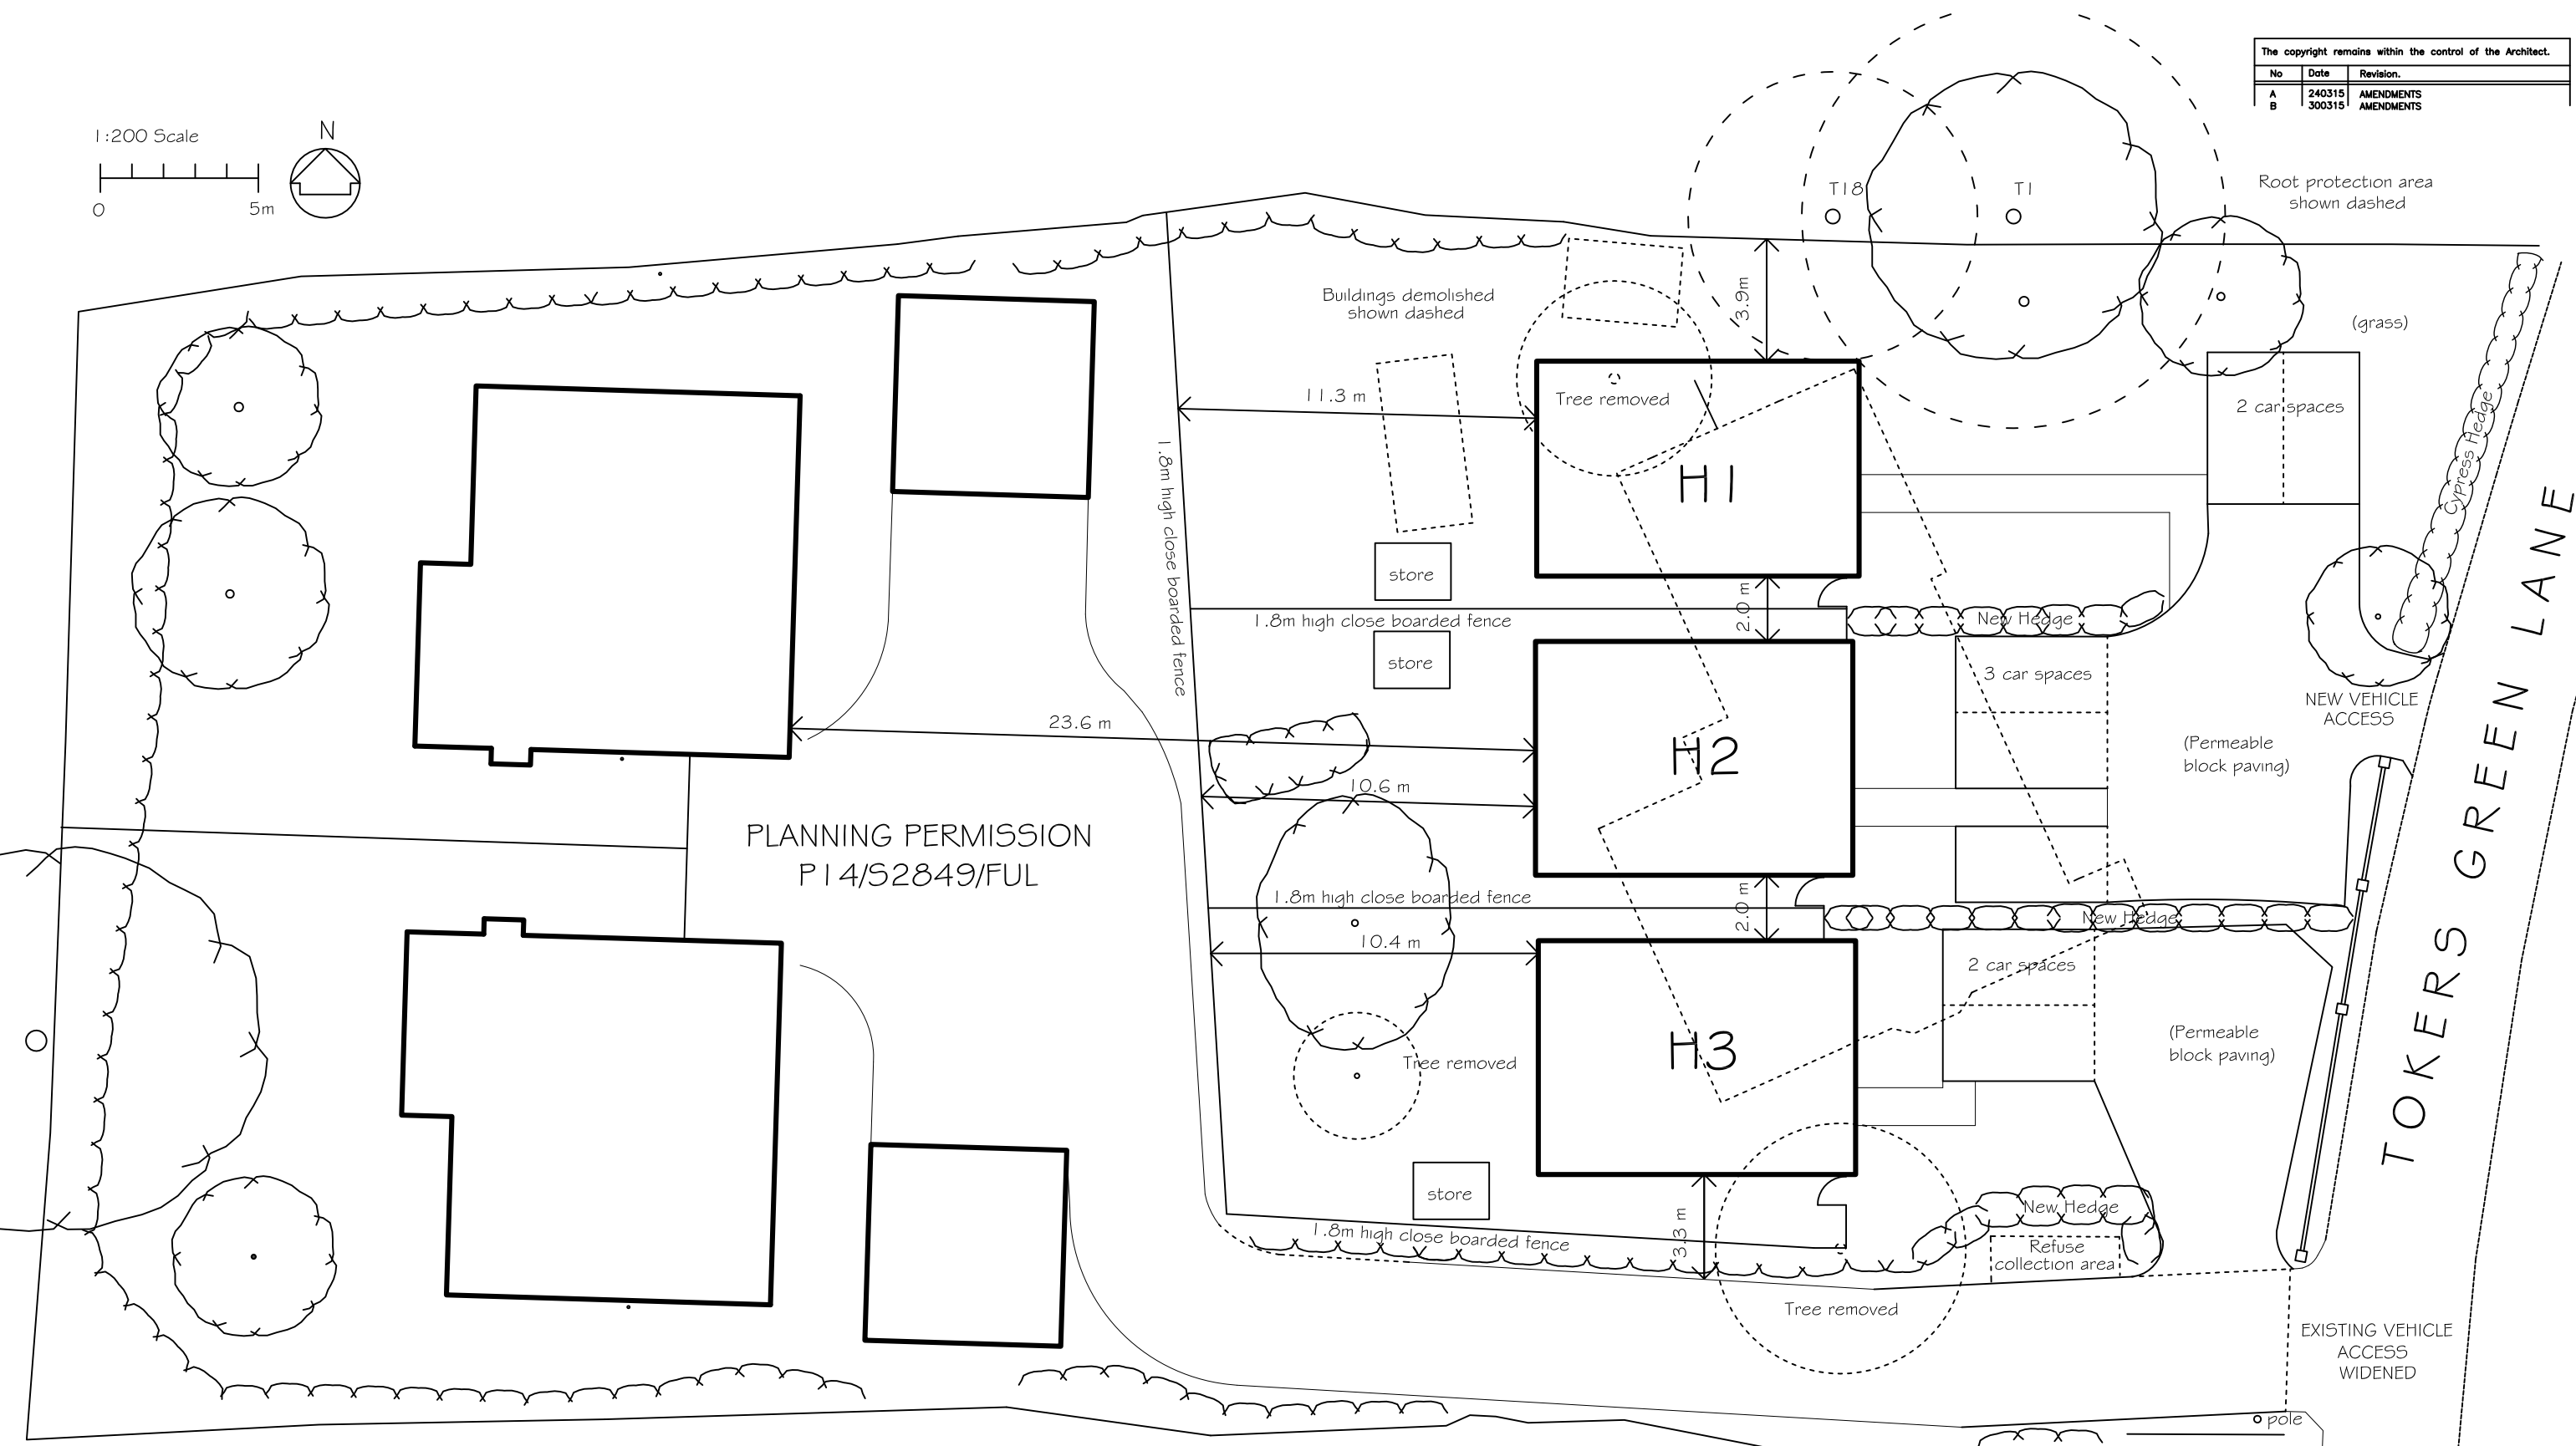 The copyright remains within the control of the Architect.
No Date Revision.
A 240315 AMENDMENTS
B 300315 AMENDMENTS
1:200 Scale
0 5m
N
T18
T1
Root protection area
shown dashed
Buildings demolished
shown dashed
3.9m
(grass)
11.3 m
Tree removed
2 car spaces
Cypress Hedge
H1
1.8m high close boarded fence
store
2.0 m
1.8m high close boarded fence
New Hedge
store
3 car spaces
NEW VEHICLE
ACCESS
23.6 m
H2
(Permeable
block paving)
10.6 m
PLANNING PERMISSION
P14/S2849/FUL
1.8m high close boarded fence
2.0 m
New Hedge
10.4 m
2 car spaces
TOKERS GREEN LANE
H3
(Permeable
block paving)
Tree removed
store
New Hedge
3.3 m
1.8m high close boarded fence
Refuse
collection area
Tree removed
EXISTING VEHICLE
ACCESS
WIDENED
pole